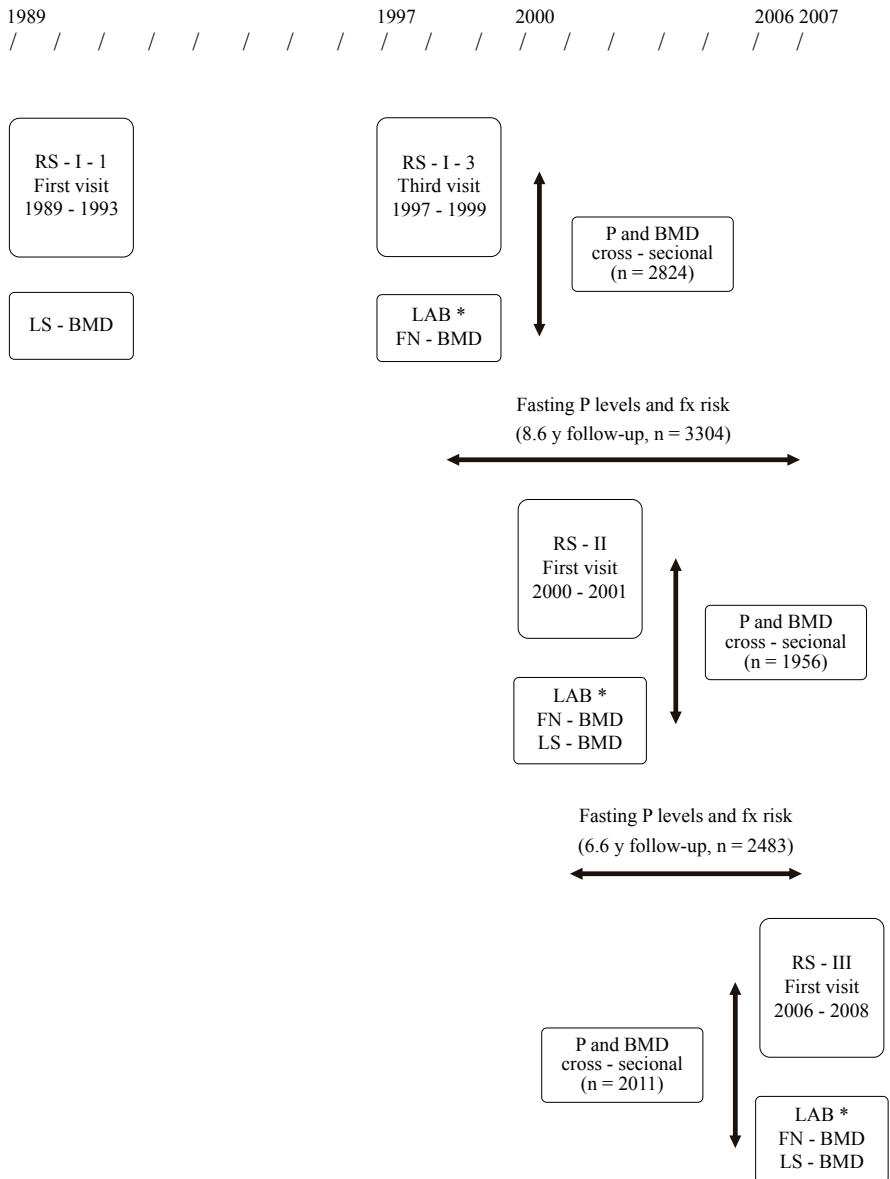 1989 1997 2000 2006 2007
/ / / / / / / / / / / / / / / / / /
RS - I - 1
First visit
1989 - 1993
RS - I - 3
Third visit
1997 - 1999
P and BMD
cross - secional
(n = 2824)
LS - BMD
LAB *
FN - BMD
Fasting P levels and fx risk
(8.6 y follow-up, n = 3304)
RS - II
First visit
2000 - 2001
P and BMD
cross - secional
(n = 1956)
LAB *
FN - BMD
LS - BMD
Fasting P levels and fx risk
(6.6 y follow-up, n = 2483)
RS - III
First visit
2006 - 2008
P and BMD
cross - secional
(n = 2011)
LAB *
FN - BMD
LS - BMD